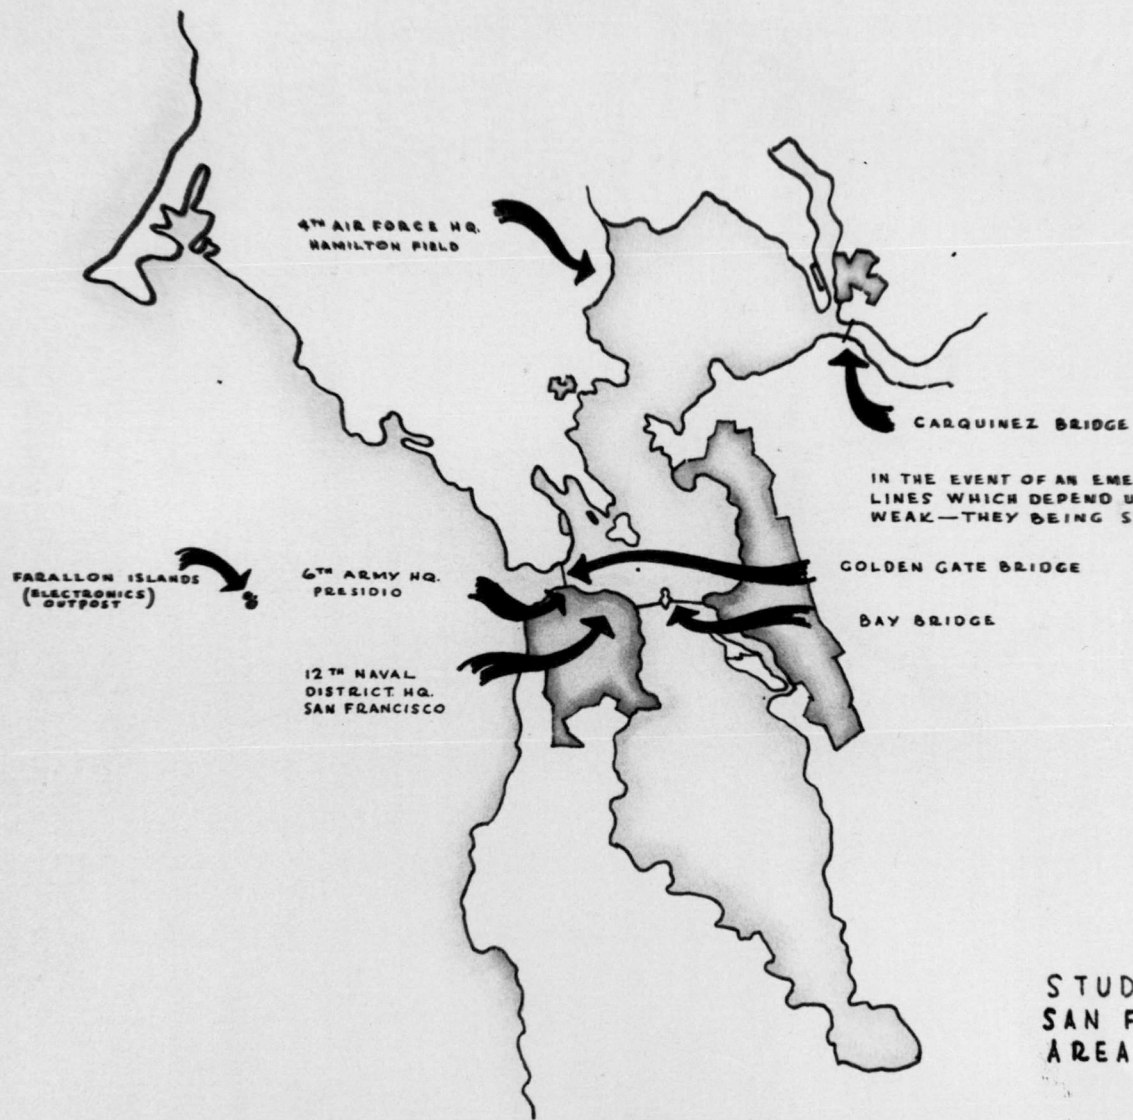 4TH AIR FORCE HQ.
HAMILTON FIELD
CARQUINEZ BRIDGE
IN THE EVENT OF AN
LINES WHICH DEPEND
WEAK—THEY BEING
GOLDEN GATE BRIDGE
BAY BRIDGE
FARALLON ISLANDS
(ELECTRONICS)
OUTPOST
6TH ARMY HQ.
PRESIDIO
12TH NAVAL
DISTRICT HQ.
SAN FRANCISCO
SAN
AREA